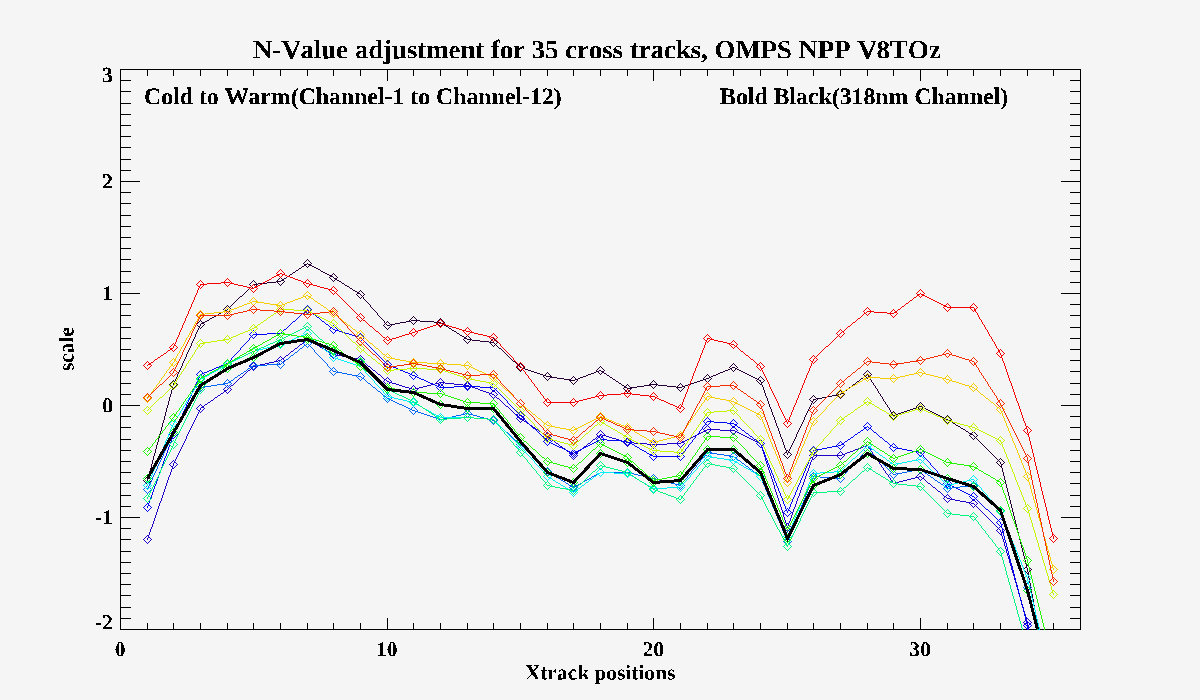 N-Value adjustment for 35 cross tracks, OMPS NPP V8TOz
Cold to Warm(Channel-1 to Channel-12) Bold Black(318nm Channel)
3
2
1
0
-1
-2
scale
0 10 20 30
Xtrack positions